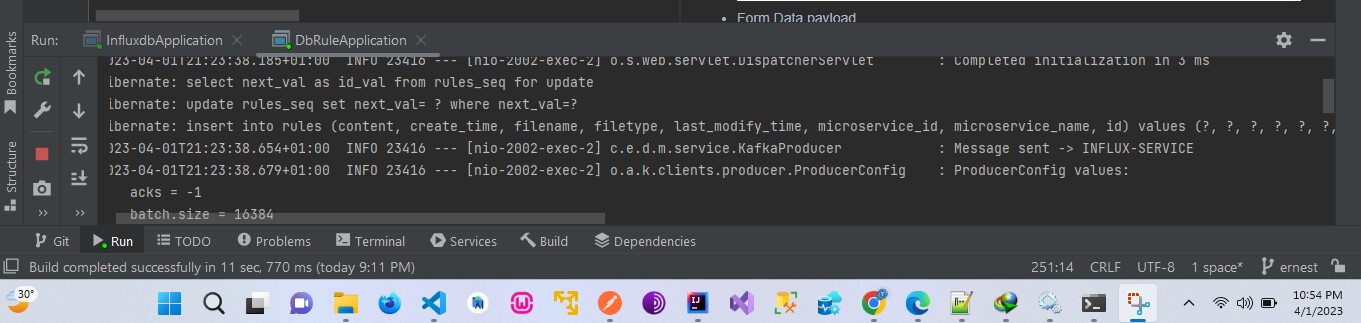 Form Data payload
Run: InfluxdbApplication DbRuleApplication
023-04-01T21:23:38.185+01:00 INFO 23416 --- [nio-2002-exec-2] o.s.web.servlet.DispatcherServlet : Completed initialization in 3 ms
ibernate: select next_val as id_val from rules_seq for update
ibernate: update rules_seq set next_val= ? where next_val=?
ibernate: insert into rules (content, create_time, filename, filetype, last_modify_time, microservice_id, microservice_name, id) values (?, ?, ?, ?, ?, ?,
023-04-01T21:23:38.654+01:00 INFO 23416 --- [nio-2002-exec-2] c.e.d.m.service.KafkaProducer : Message sent -> INFLUX-SERVICE
023-04-01T21:23:38.679+01:00 INFO 23416 --- [nio-2002-exec-2] o.a.k.clients.producer.ProducerConfig : ProducerConfig values:
acks = -1
batch.size = 16384
Bookmarks
Structure
Git Run TODO Problems Terminal Services Build Dependencies
Build completed successfully in 11 sec, 770 ms (today 9:11 PM) 251:14 CRLF UTF-8 1 space* ernest
30°
10:54 PM
4/1/2023